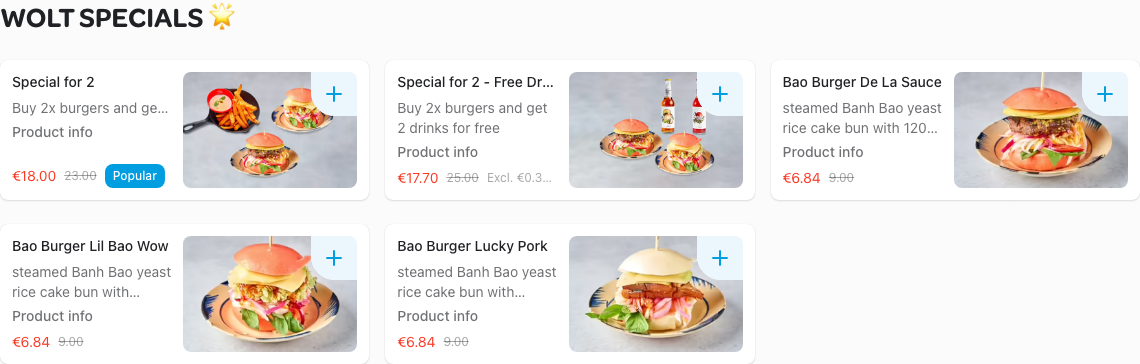 WOLT SPECIALS 🌟
Special for 2
Buy 2x burgers and ge...
Product info
€18.00 23.00 Popular
Special for 2 - Free Dr...
Buy 2x burgers and get
2 drinks for free
Product info
€17.70 25.00 Excl. €0.3...
Bao Burger De La Sauce
steamed Banh Bao yeast
rice cake bun with 120...
Product info
€6.84 9.00
Bao Burger Lil Bao Wow
steamed Banh Bao yeast
rice cake bun with...
Product info
€6.84 9.00
Bao Burger Lucky Pork
steamed Banh Bao yeast
rice cake bun with...
Product info
€6.84 9.00